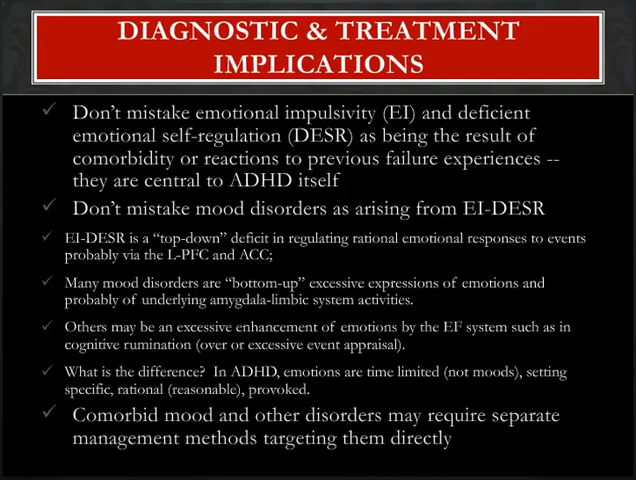 DIAGNOSTIC & TREATMENT
IMPLICATIONS
✓ Don't mistake emotional impulsivity (EI) and deficient
emotional self-regulation (DESR) as being the result of
comorbidity or reactions to previous failure experiences --
they are central to ADHD itself
✓ Don't mistake mood disorders as arising from EI-DESR
✓ EI-DESR is a “top-down” deficit in regulating rational emotional responses to events
probably via the L-PFC and ACC;
✓ Many mood disorders are “bottom-up” excessive expressions of emotions and
probably of underlying amygdala-limbic system activities.
✓ Others may be an excessive enhancement of emotions by the EF system such as in
cognitive rumination (over or excessive event appraisal).
✓ What is the difference? In ADHD, emotions are time limited (not moods), setting
specific, rational (reasonable), provoked.
✓ Comorbid mood and other disorders may require separate
management methods targeting them directly